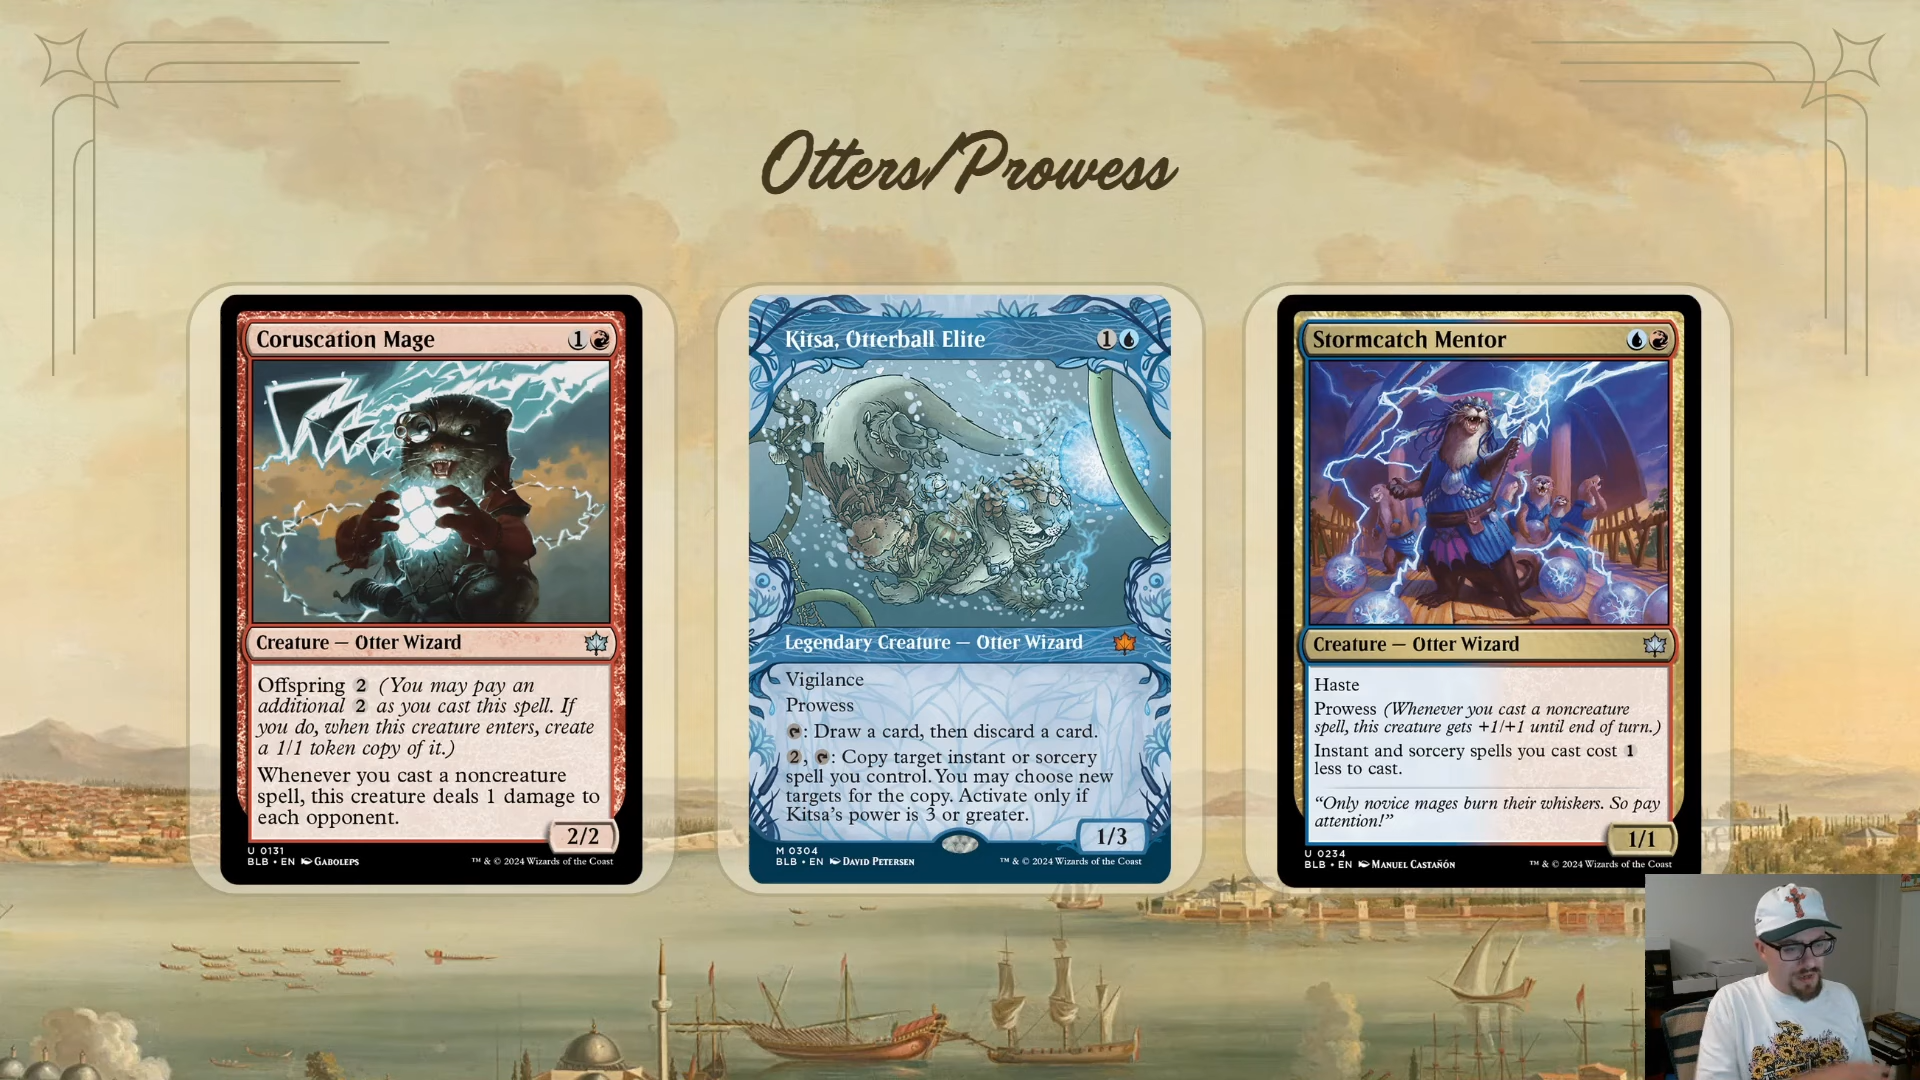 Otters/Prowess
Coruscation Mage 1
Creature — Otter Wizard
Offspring 2 (You may pay an
additional 2 as you cast this spell. If
you do, when this creature enters, create
a 1/1 token copy of it.)
Whenever you cast a noncreature
spell, this creature deals 1 damage to
each opponent.
2/2
U 0131
BLB • EN GABOLEPS
™ & © 2024 Wizards of the Coast
Kitsa, Otterball Elite 1
Legendary Creature — Otter Wizard
Vigilance
Prowess
: Draw a card, then discard a card.
2, : Copy target instant or sorcery
spell you control. You may choose new
targets for the copy. Activate only if
Kitsa's power is 3 or greater.
1/3
M 0304
BLB • EN DAVID PETERSEN
™ & © 2024 Wizards of the Coast
Stormcatch Mentor
Creature — Otter Wizard
Haste
Prowess (Whenever you cast a noncreature
spell, this creature gets +1/+1 until end of turn.)
Instant and sorcery spells you cast cost 1
less to cast.
“Only novice mages burn their whiskers. So pay
attention!”
1/1
U 0234
BLB • EN MANUEL CASTAÑÓN
™ & © 2024 Wizards of the Coast